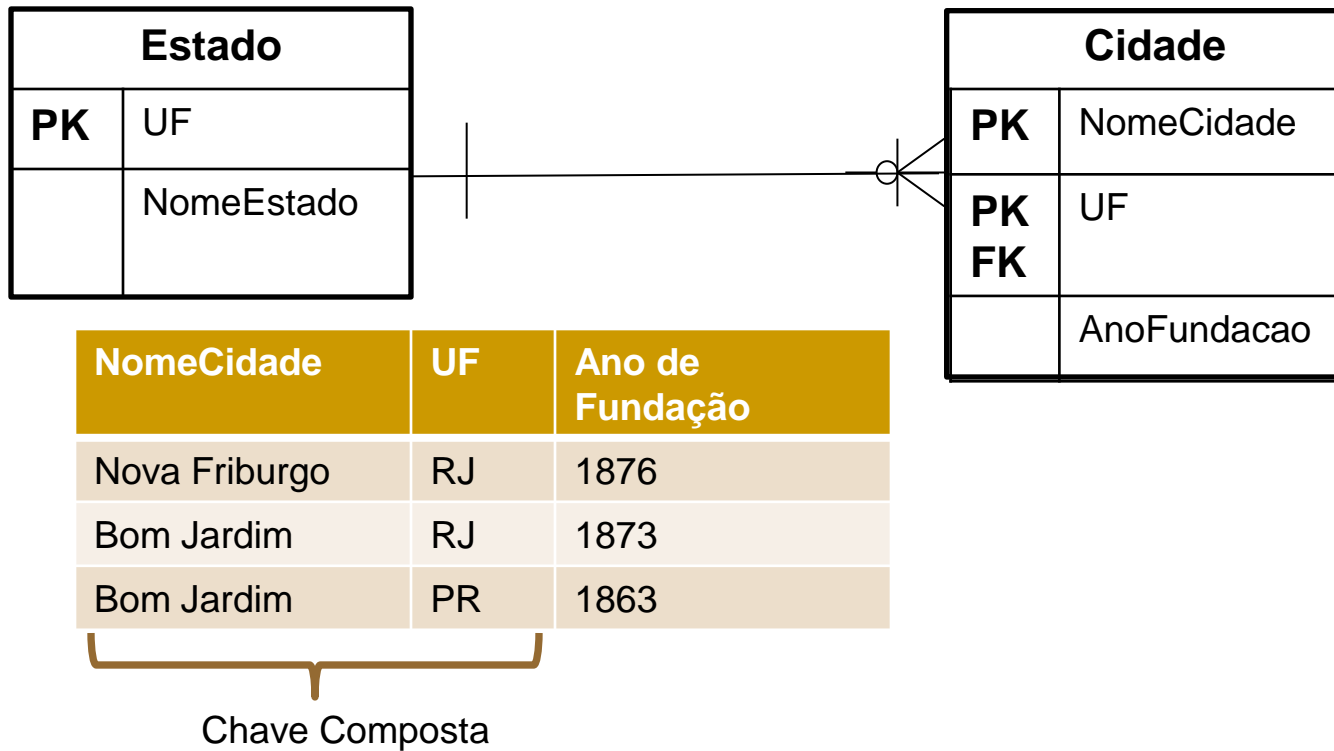 Estado
PK UF
NomeEstado
Cidade
PK NomeCidade
PK UF
FK
AnoFundacao
NomeCidade UF Ano de
Fundação
Nova Friburgo RJ 1876
Bom Jardim RJ 1873
Bom Jardim PR 1863
Chave Composta